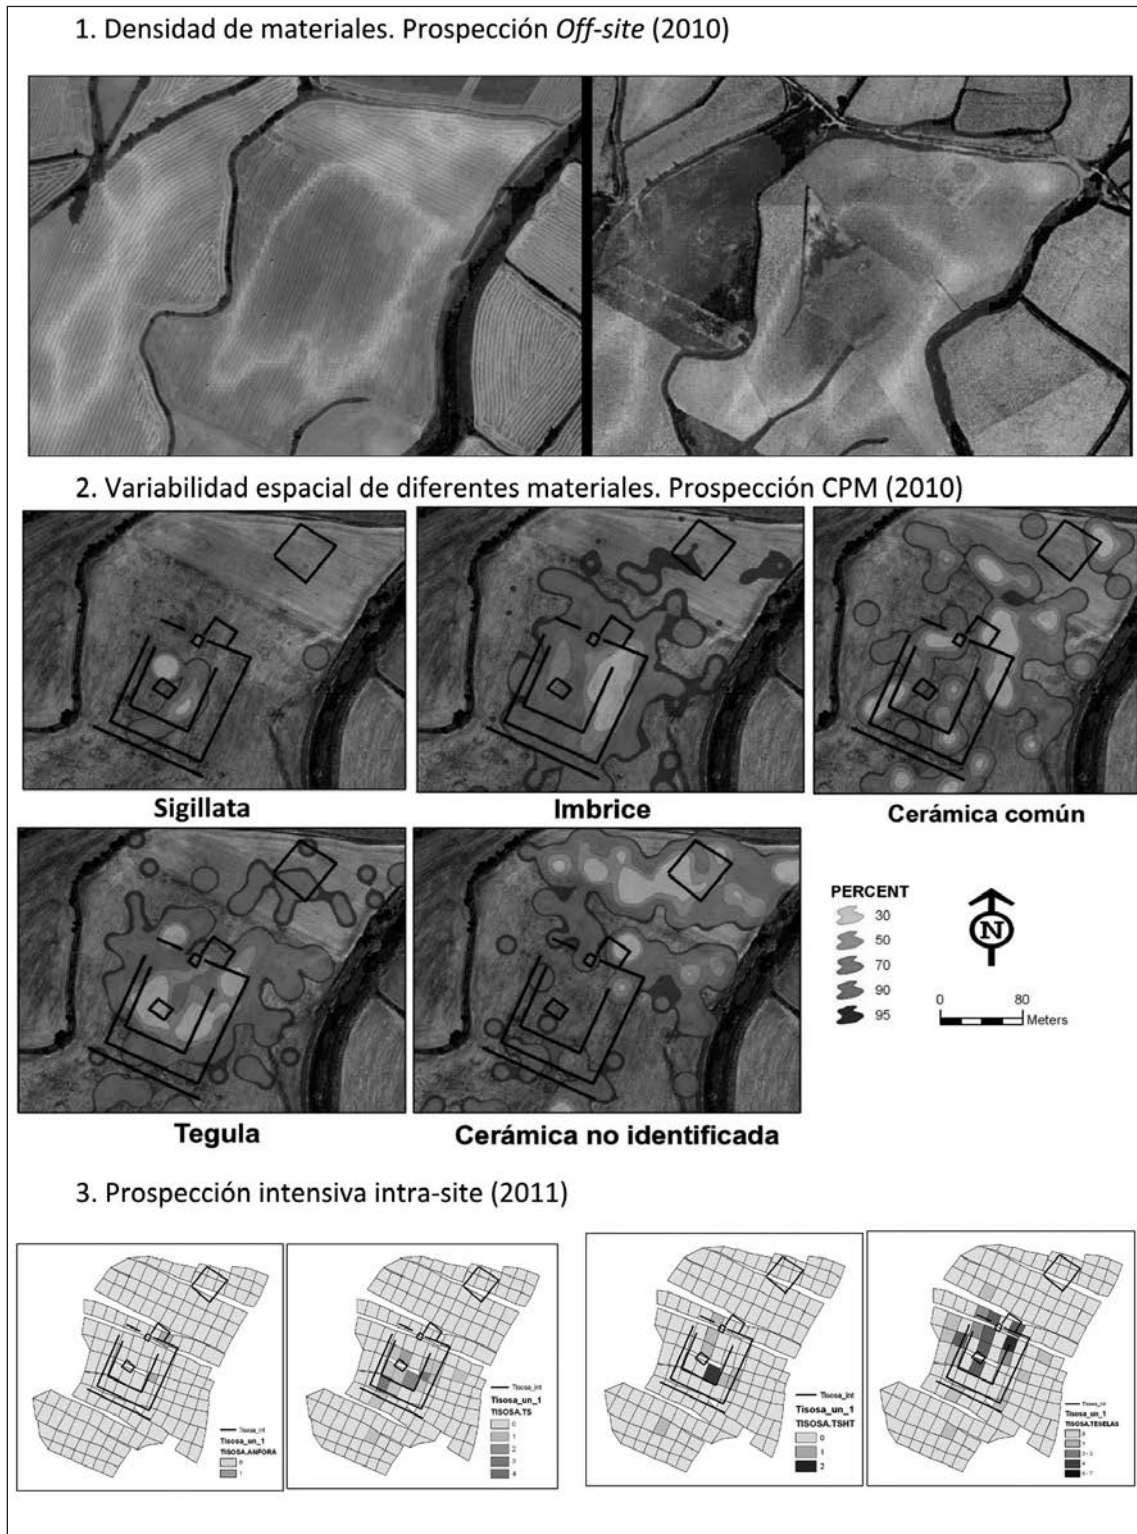 1. Densidad de materiales. Prospección Off-site (2010)
2. Variabilidad espacial de diferentes materiales. Prospección CPM (2010)
Sigillata
Imbrice
Cerámica común
Tegula
Cerámica no identificada
PERCENT
30
50
70
90
95
N
0 80
Meters
3. Prospección intensiva intra-site (2011)
Tisosa_int
Tisosa_un_1
TISOSA.ANFORA
0
1
Tisosa_int
Tisosa_un_1
TISOSA.TS
0
1
2
3
4
Tisosa_int
Tisosa_un_1
TISOSA.TSHT
0
1
2
Tisosa_int
Tisosa_un_1
TISOSA.TESELAS
4